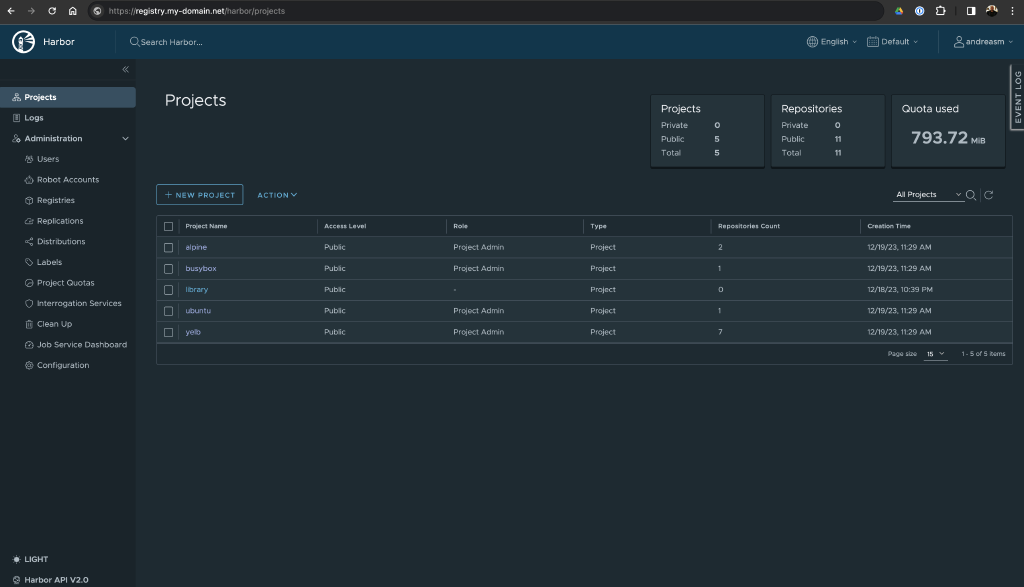 https://registry.my-domain.net/harbor/projects
Harbor
Search Harbor...
English
Default
andreasm
EVENT LOG
Projects
Logs
Administration
Users
Robot Accounts
Registries
Replications
Distributions
Labels
Project Quotas
Interrogation Services
Clean Up
Job Service Dashboard
Configuration
LIGHT
Harbor API V2.0
Projects
Projects
Private 0
Public 5
Total 5
Repositories
Private 0
Public 11
Total 11
Quota used
793.72 MiB
+ NEW PROJECT
ACTION
All Projects
Project Name Access Level Role Type Repositories Count Creation Time
alpine Public Project Admin Project 2 12/19/23, 11:29 AM
busybox Public Project Admin Project 1 12/19/23, 11:29 AM
library Public - Project 0 12/18/23, 10:39 PM
ubuntu Public Project Admin Project 1 12/19/23, 11:29 AM
yelb Public Project Admin Project 7 12/19/23, 11:29 AM
Page size 15 1 - 5 of 5 items